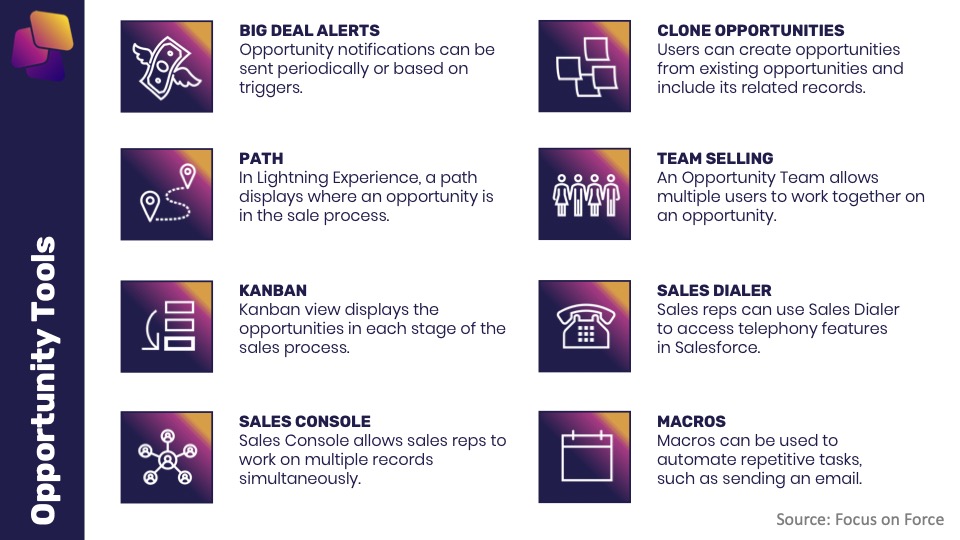 Opportunity Tools
BIG DEAL ALERTS
Opportunity notifications can be
sent periodically or based on
triggers.
CLONE OPPORTUNITIES
Users can create opportunities
from existing opportunities and
include its related records.
PATH
In Lightning Experience, a path
displays where an opportunity is
in the sale process.
TEAM SELLING
An Opportunity Team allows
multiple users to work together on
an opportunity.
KANBAN
Kanban view displays the
opportunities in each stage of the
sales process.
SALES DIALER
Sales reps can use Sales Dialer
to access telephony features
in Salesforce.
SALES CONSOLE
Sales Console allows sales reps to
work on multiple records
simultaneously.
MACROS
Macros can be used to
automate repetitive tasks,
such as sending an email.
Source: Focus on Force